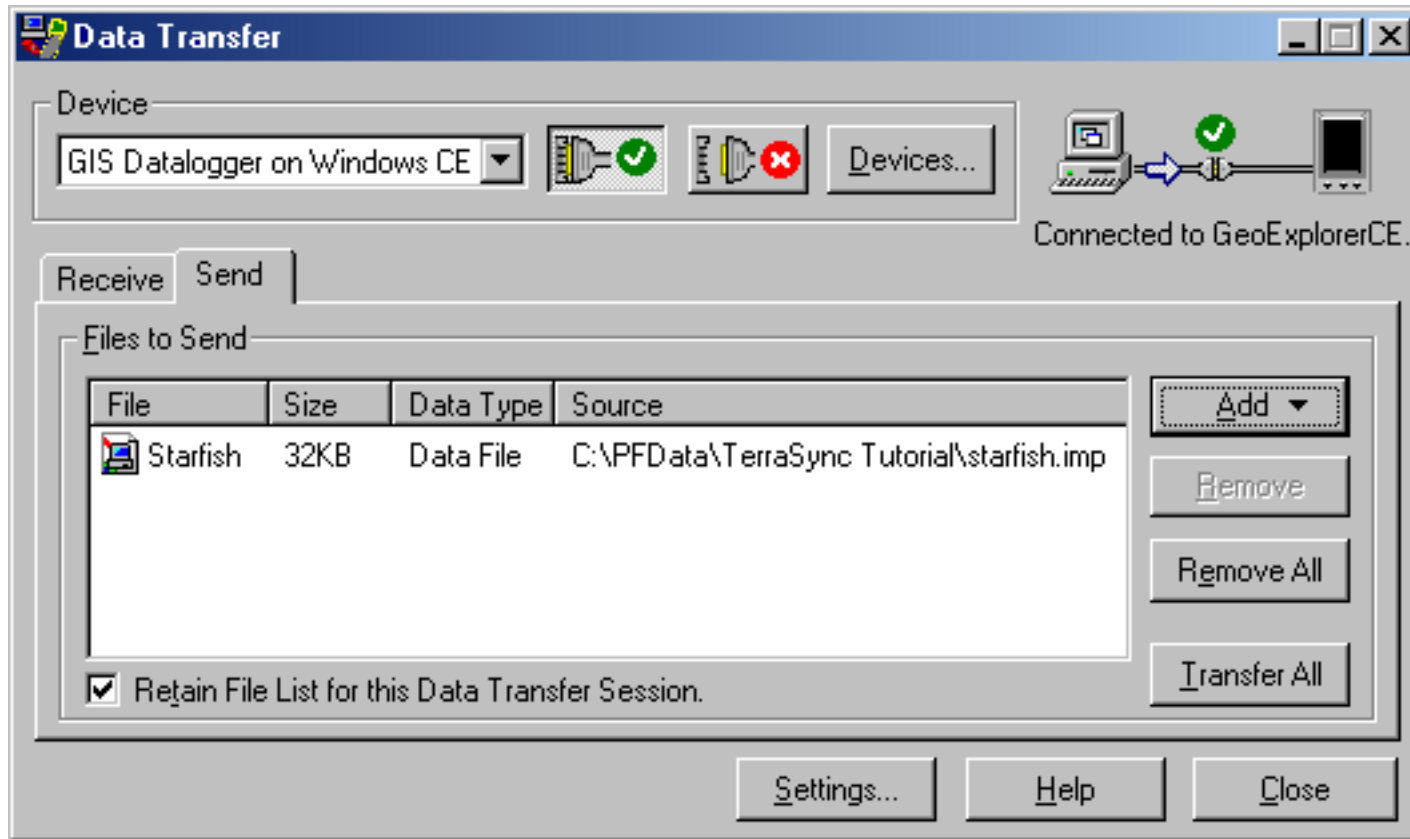 Data Transfer
Device
GIS Datalogger on Windows CE
Devices...
Connected to GeoExplorerCE.
Receive
Send
Files to Send
File Size Data Type Source
Starfish 32KB Data File C:\PFData\TerraSync Tutorial\starfish.imp
Add
Remove
Remove All
Transfer All
Retain File List for this Data Transfer Session.
Settings... Help Close